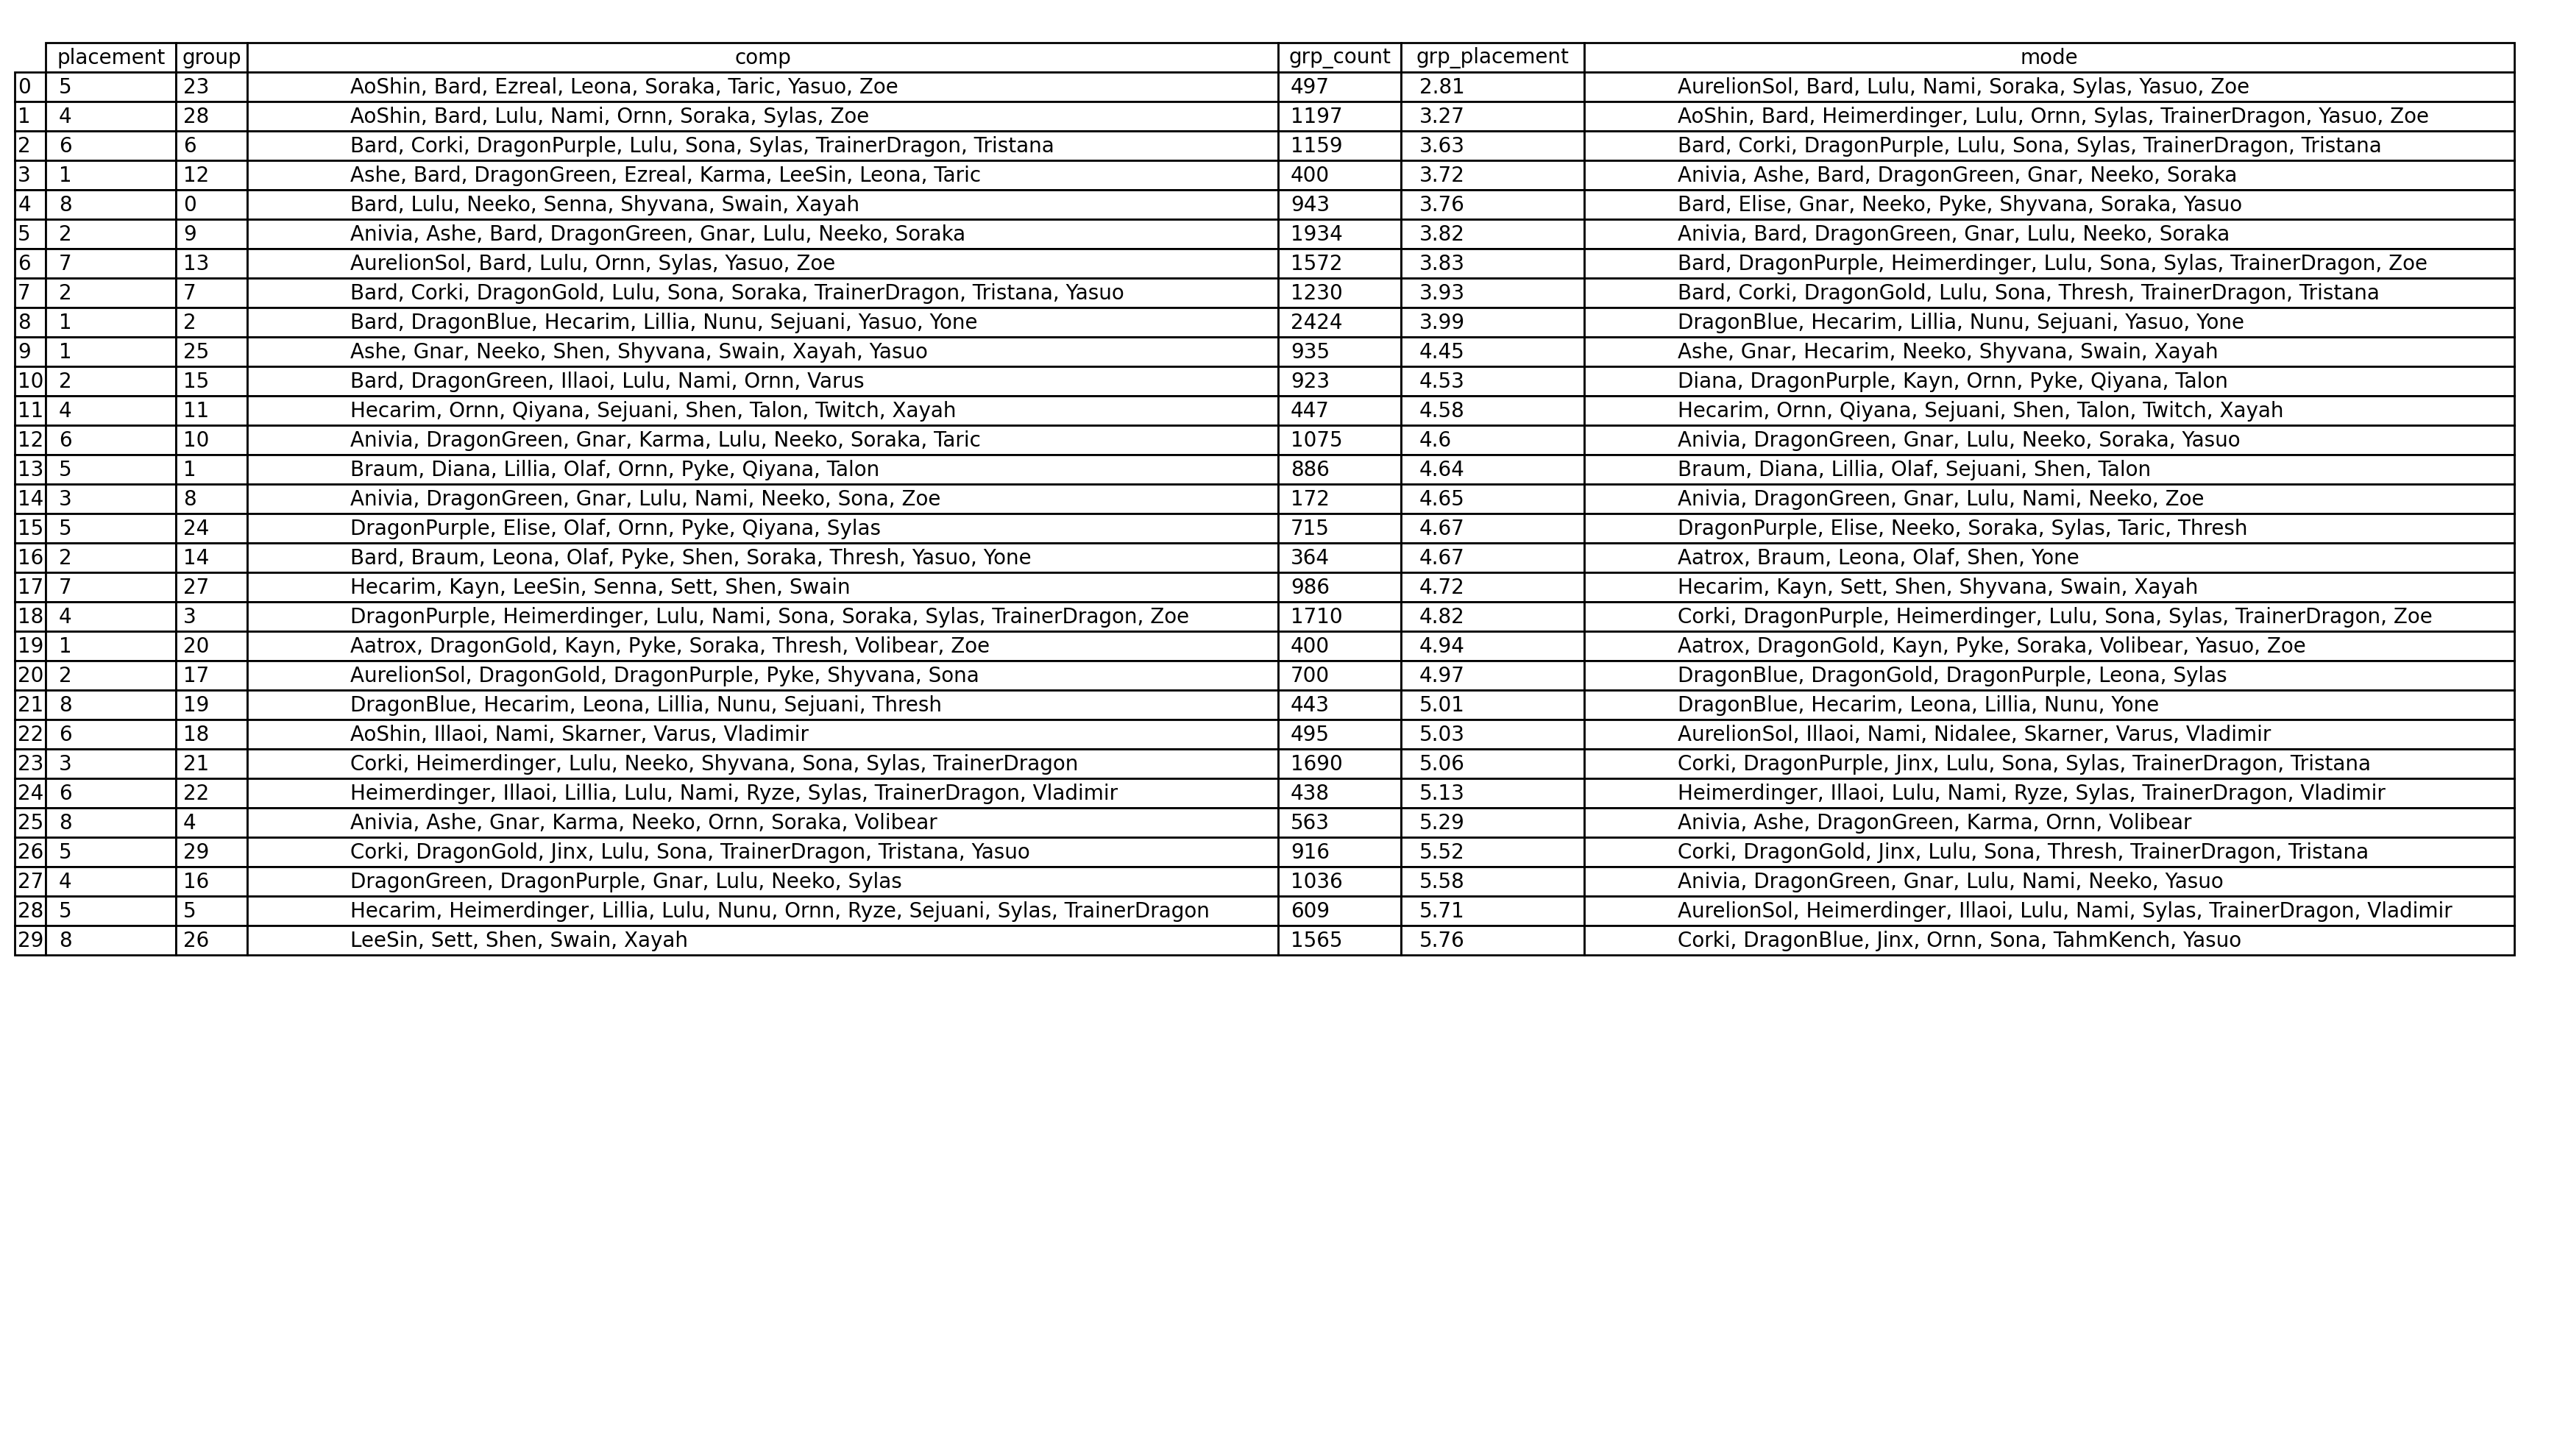 placement group comp grp_count grp_placement mode
0 5 23 AoShin, Bard, Ezreal, Leona, Soraka, Taric, Yasuo, Zoe 497 2.81 AurelionSol, Bard, Lulu, Nami, Soraka, Sylas, Yasuo, Zoe
1 4 28 AoShin, Bard, Lulu, Nami, Ornn, Soraka, Sylas, Zoe 1197 3.27 AoShin, Bard, Heimerdinger, Lulu, Ornn, Sylas, TrainerDragon, Yasuo, Zoe
2 6 6 Bard, Corki, DragonPurple, Lulu, Sona, Sylas, TrainerDragon, Tristana 1159 3.63 Bard, Corki, DragonPurple, Lulu, Sona, Sylas, TrainerDragon, Tristana
3 1 12 Ashe, Bard, DragonGreen, Ezreal, Karma, LeeSin, Leona, Taric 400 3.72 Anivia, Ashe, Bard, DragonGreen, Gnar, Neeko, Soraka
4 8 0 Bard, Lulu, Neeko, Senna, Shyvana, Swain, Xayah 943 3.76 Bard, Elise, Gnar, Neeko, Pyke, Shyvana, Soraka, Yasuo
5 2 9 Anivia, Ashe, Bard, DragonGreen, Gnar, Lulu, Neeko, Soraka 1934 3.82 Anivia, Bard, DragonGreen, Gnar, Lulu, Neeko, Soraka
6 7 13 AurelionSol, Bard, Lulu, Ornn, Sylas, Yasuo, Zoe 1572 3.83 Bard, DragonPurple, Heimerdinger, Lulu, Sona, Sylas, TrainerDragon, Zoe
7 2 7 Bard, Corki, DragonGold, Lulu, Sona, Soraka, TrainerDragon, Tristana, Yasuo 1230 3.93 Bard, Corki, DragonGold, Lulu, Sona, Thresh, TrainerDragon, Tristana
8 1 2 Bard, DragonBlue, Hecarim, Lillia, Nunu, Sejuani, Yasuo, Yone 2424 3.99 DragonBlue, Hecarim, Lillia, Nunu, Sejuani, Yasuo, Yone
9 1 25 Ashe, Gnar, Neeko, Shen, Shyvana, Swain, Xayah, Yasuo 935 4.45 Ashe, Gnar, Hecarim, Neeko, Shyvana, Swain, Xayah
10 2 15 Bard, DragonGreen, Illaoi, Lulu, Nami, Ornn, Varus 923 4.53 Diana, DragonPurple, Kayn, Ornn, Pyke, Qiyana, Talon
11 4 11 Hecarim, Ornn, Qiyana, Sejuani, Shen, Talon, Twitch, Xayah 447 4.58 Hecarim, Ornn, Qiyana, Sejuani, Shen, Talon, Twitch, Xayah
12 6 10 Anivia, DragonGreen, Gnar, Karma, Lulu, Neeko, Soraka, Taric 1075 4.6 Anivia, DragonGreen, Gnar, Lulu, Neeko, Soraka, Yasuo
13 5 1 Braum, Diana, Lillia, Olaf, Ornn, Pyke, Qiyana, Talon 886 4.64 Braum, Diana, Lillia, Olaf, Sejuani, Shen, Talon
14 3 8 Anivia, DragonGreen, Gnar, Lulu, Nami, Neeko, Sona, Zoe 172 4.65 Anivia, DragonGreen, Gnar, Lulu, Nami, Neeko, Zoe
15 5 24 DragonPurple, Elise, Olaf, Ornn, Pyke, Qiyana, Sylas 715 4.67 DragonPurple, Elise, Neeko, Soraka, Sylas, Taric, Thresh
16 2 14 Bard, Braum, Leona, Olaf, Pyke, Shen, Soraka, Thresh, Yasuo, Yone 364 4.67 Aatrox, Braum, Leona, Olaf, Shen, Yone
17 7 27 Hecarim, Kayn, LeeSin, Senna, Sett, Shen, Swain 986 4.72 Hecarim, Kayn, Sett, Shen, Shyvana, Swain, Xayah
18 4 3 DragonPurple, Heimerdinger, Lulu, Nami, Sona, Soraka, Sylas, TrainerDragon, Zoe 1710 4.82 Corki, DragonPurple, Heimerdinger, Lulu, Sona, Sylas, TrainerDragon, Zoe
19 1 20 Aatrox, DragonGold, Kayn, Pyke, Soraka, Thresh, Volibear, Zoe 400 4.94 Aatrox, DragonGold, Kayn, Pyke, Soraka, Volibear, Yasuo, Zoe
20 2 17 AurelionSol, DragonGold, DragonPurple, Pyke, Shyvana, Sona 700 4.97 DragonBlue, DragonGold, DragonPurple, Leona, Sylas
21 8 19 DragonBlue, Hecarim, Leona, Lillia, Nunu, Sejuani, Thresh 443 5.01 DragonBlue, Hecarim, Leona, Lillia, Nunu, Yone
22 6 18 AoShin, Illaoi, Nami, Skarner, Varus, Vladimir 495 5.03 AurelionSol, Illaoi, Nami, Nidalee, Skarner, Varus, Vladimir
23 3 21 Corki, Heimerdinger, Lulu, Neeko, Shyvana, Sona, Sylas, TrainerDragon 1690 5.06 Corki, DragonPurple, Jinx, Lulu, Sona, Sylas, TrainerDragon, Tristana
24 6 22 Heimerdinger, Illaoi, Lillia, Lulu, Nami, Ryze, Sylas, TrainerDragon, Vladimir 438 5.13 Heimerdinger, Illaoi, Lulu, Nami, Ryze, Sylas, TrainerDragon, Vladimir
25 8 4 Anivia, Ashe, Gnar, Karma, Neeko, Ornn, Soraka, Volibear 563 5.29 Anivia, Ashe, DragonGreen, Karma, Ornn, Volibear
26 5 29 Corki, DragonGold, Jinx, Lulu, Sona, TrainerDragon, Tristana, Yasuo 916 5.52 Corki, DragonGold, Jinx, Lulu, Sona, Thresh, TrainerDragon, Tristana
27 4 16 DragonGreen, DragonPurple, Gnar, Lulu, Neeko, Sylas 1036 5.58 Anivia, DragonGreen, Gnar, Lulu, Nami, Neeko, Yasuo
28 5 5 Hecarim, Heimerdinger, Lillia, Lulu, Nunu, Ornn, Ryze, Sejuani, Sylas, TrainerDragon 609 5.71 AurelionSol, Heimerdinger, Illaoi, Lulu, Nami, Sylas, TrainerDragon, Vladimir
29 8 26 LeeSin, Sett, Shen, Swain, Xayah 1565 5.76 Corki, DragonBlue, Jinx, Ornn, Sona, TahmKench, Yasuo